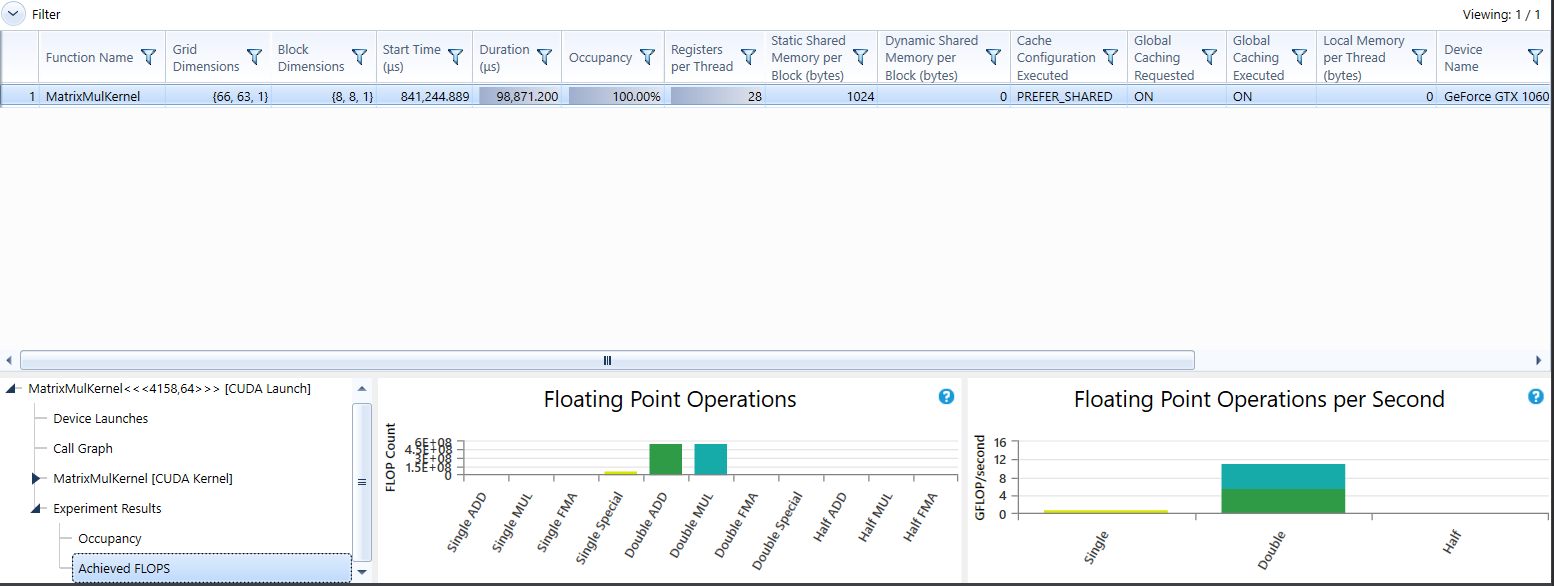 Filter
Viewing: 1 / 1
Function Name
Grid
Dimensions
Block
Dimensions
Start Time
(µs)
Duration
(µs)
Occupancy
Registers
per Thread
Static Shared
Memory per
Block (bytes)
Dynamic Shared
Memory per
Block (bytes)
Cache
Configuration
Executed
Global
Caching
Requested
Global
Caching
Executed
Local Memory
per Thread
(bytes)
Device
Name
1 MatrixMulKernel {66, 63, 1} {8, 8, 1} 841,244.889 98,871.200 100.00% 28 1024 0 PREFER_SHARED ON ON 0 GeForce GTX 1060
MatrixMulKernel<<<4158,64>>> [CUDA Launch]
Device Launches
Call Graph
MatrixMulKernel [CUDA Kernel]
Experiment Results
Occupancy
Achieved FLOPS
Floating Point Operations
?
FLOP Count
6E+08
4.5E+08
3E+08
1.5E+08
0
Single ADD
Single MUL
Single FMA
Single Special
Double ADD
Double MUL
Double FMA
Double Special
Half ADD
Half MUL
Half FMA
Floating Point Operations per Second
?
GFLOP/second
16
12
8
4
0
Single
Double
Half